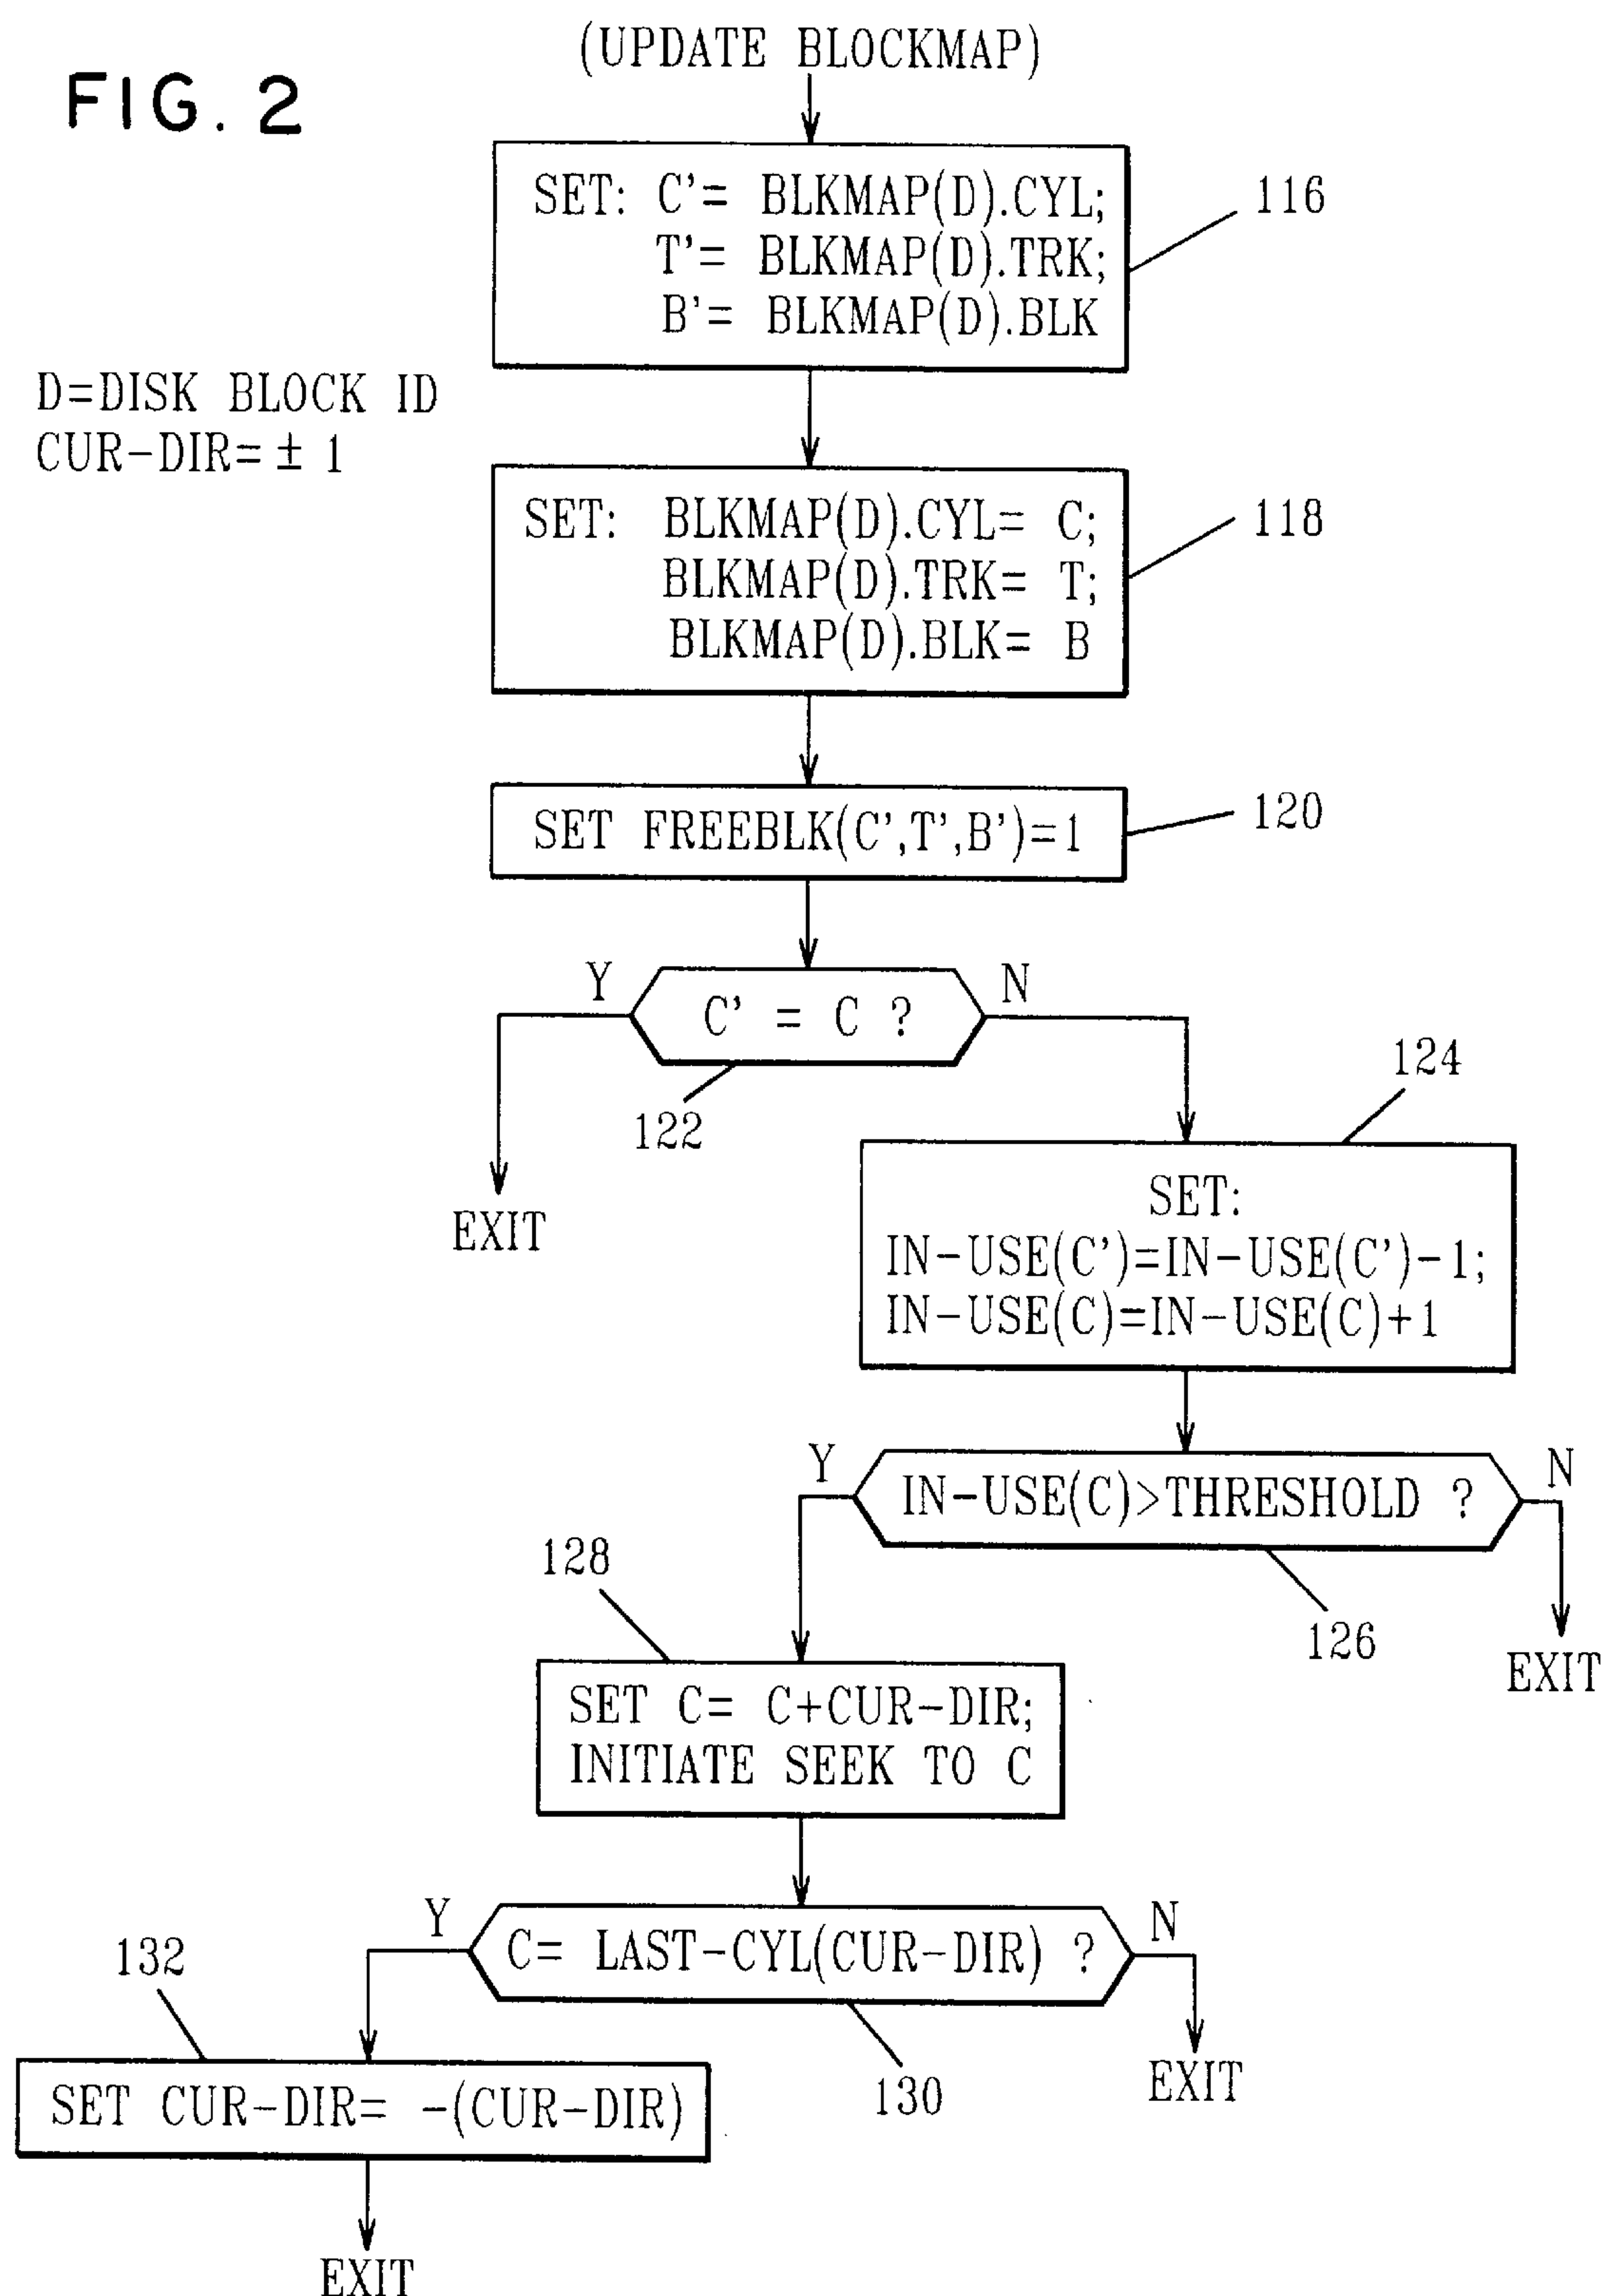 (UPDATE BLOCKMAP)
FIG. 2
SET: C'= BLKMAP(D).CYL;
T'= BLKMAP(D).TRK;
B'= BLKMAP(D).BLK
116
D=DISK BLOCK ID
CUR-DIR= ± 1
SET: BLKMAP(D).CYL= C;
BLKMAP(D).TRK= T;
BLKMAP(D).BLK= B
118
SET FREEBLK(C',T',B')=1
120
Y
C' = C ?
N
122
EXIT
124
SET:
IN-USE(C')=IN-USE(C')-1;
IN-USE(C)=IN-USE(C)+1
Y
IN-USE(C)>THRESHOLD ?
N
126
EXIT
128
SET C= C+CUR-DIR;
INITIATE SEEK TO C
Y
C= LAST-CYL(CUR-DIR) ?
N
130
EXIT
132
SET CUR-DIR= -(CUR-DIR)
EXIT